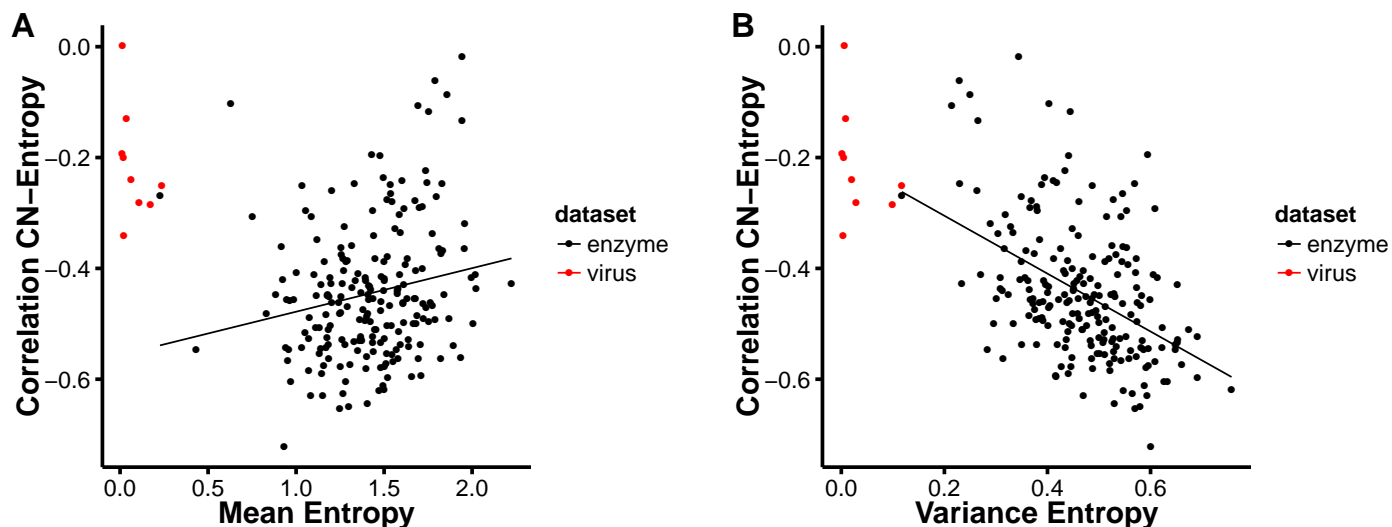 A
Correlation CN−Entropy
0.0
−0.2
−0.4
−0.6
0.0 0.5 1.0 1.5 2.0
Mean Entropy
dataset
enzyme
virus
B
Correlation CN−Entropy
0.0
−0.2
−0.4
−0.6
0.0 0.2 0.4 0.6
Variance Entropy
dataset
enzyme
virus